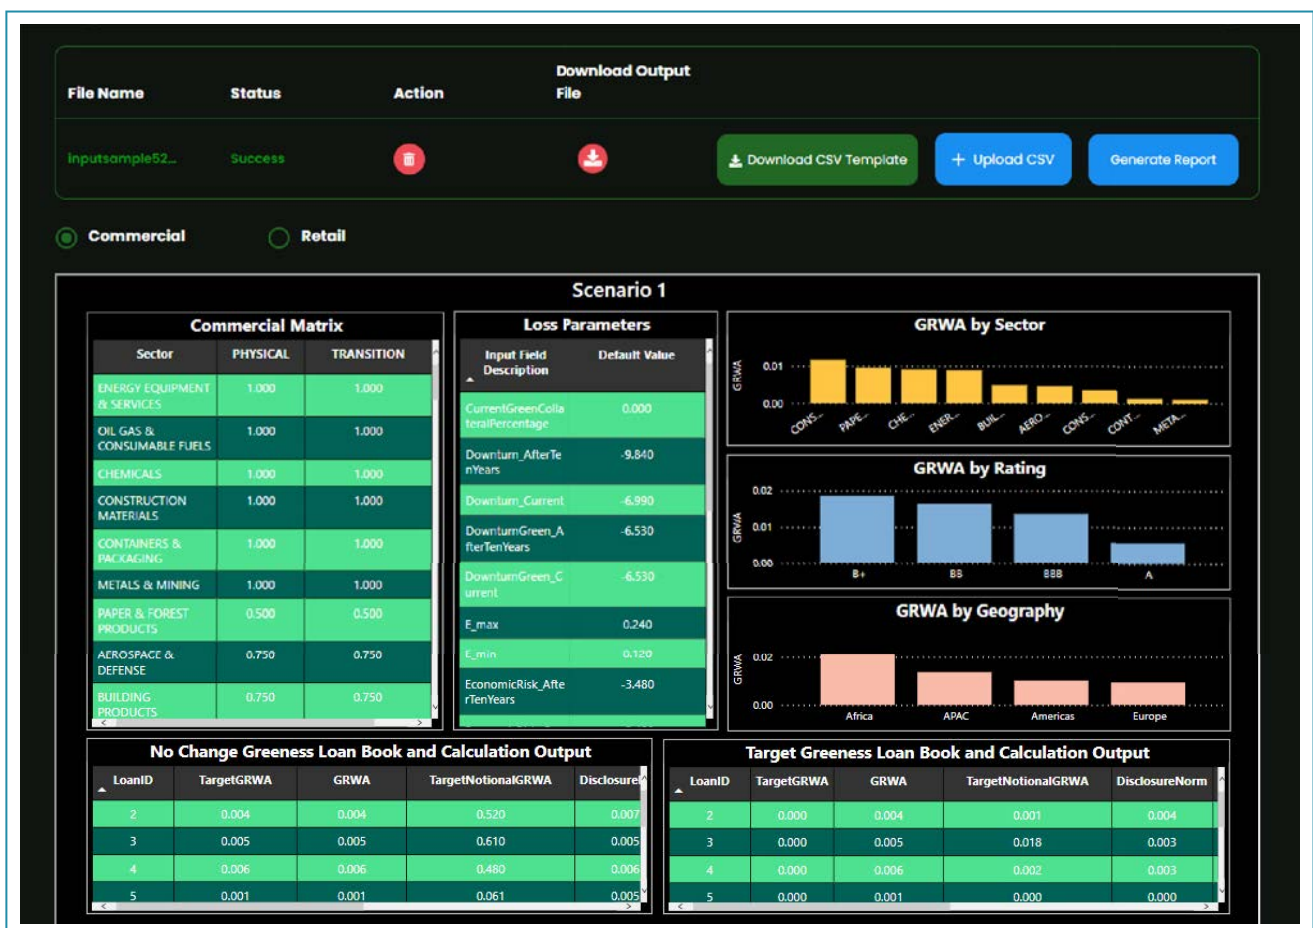 File Name Status Action Download Output
File
inputsample52... Success Download CSV Template + Upload CSV Generate Report
Commercial Retail
Scenario 1
Commercial Matrix
Sector PHYSICAL TRANSITION
ENERGY EQUIPMENT
& SERVICES 1.000 1.000
OIL GAS &
CONSUMABLE FUELS 1.000 1.000
CHEMICALS 1.000 1.000
CONSTRUCTION
MATERIALS 1.000 1.000
CONTAINERS &
PACKAGING 1.000 1.000
METALS & MINING 1.000 1.000
PAPER & FOREST
PRODUCTS 0.500 0.500
AEROSPACE &
DEFENSE 0.750 0.750
BUILDING
PRODUCTS 0.750 0.750
Loss Parameters
Input Field
Description Default Value
CurrentGreenColla
teralPercentage 0.000
Downturn_AfterTe
nYears -9.840
Downturn_Current -6.990
DownturnGreen_A
fterTenYears -6.530
DownturnGreen_C
urrent -6.530
E_max 0.240
E_min 0.120
EconomicRisk_Afte
rTenYears -3.480
GRWA by Sector
GRWA
0.01
0.00
CONS... PAPE... CHE... ENER... BUIL... AERO... CONS... CONT... META...
GRWA by Rating
GRWA
0.02
0.01
0.00
B+ BB BBB A
GRWA by Geography
GRWA
0.02
0.00
Africa APAC Americas Europe
No Change Greeness Loan Book and Calculation Output
LoanID TargetGRWA GRWA TargetNotionalGRWA
2 0.004 0.004 0.520 0.007
3 0.005 0.005 0.610 0.005
4 0.006 0.006 0.480 0.006
5 0.001 0.001 0.061 0.005
Target Greeness Loan Book and Calculation Output
LoanID TargetGRWA GRWA TargetNotionalGRWA DisclosureNorm
2 0.000 0.004 0.001 0.004
3 0.000 0.005 0.018 0.003
4 0.000 0.006 0.002 0.003
5 0.000 0.001 0.000 0.000